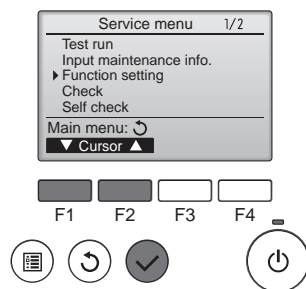 Service menu 1/2
Test run
Input maintenance info.
Function setting
Check
Self check
Main menu:
Cursor
F1 F2 F3 F4